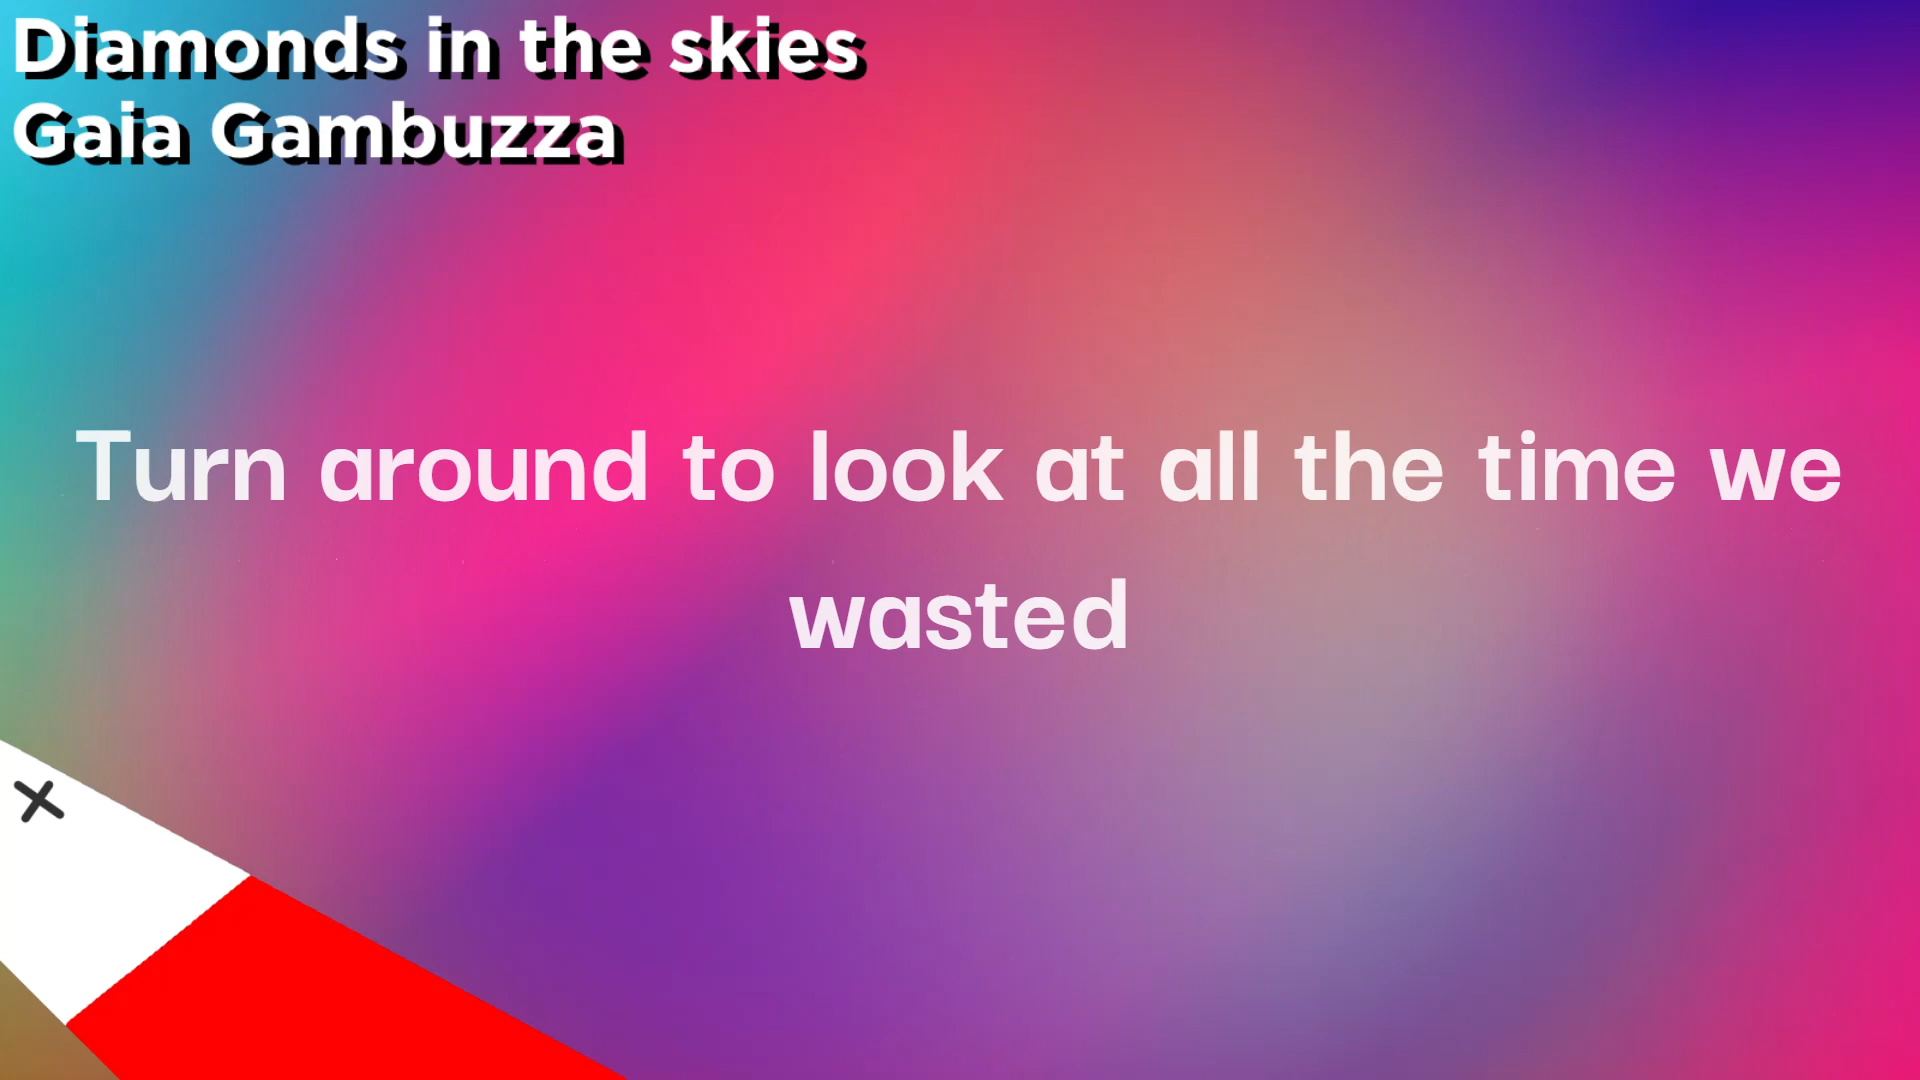 Diamonds in the skies
Gaia Gambuzza
Turn around to look at all the time we
wasted